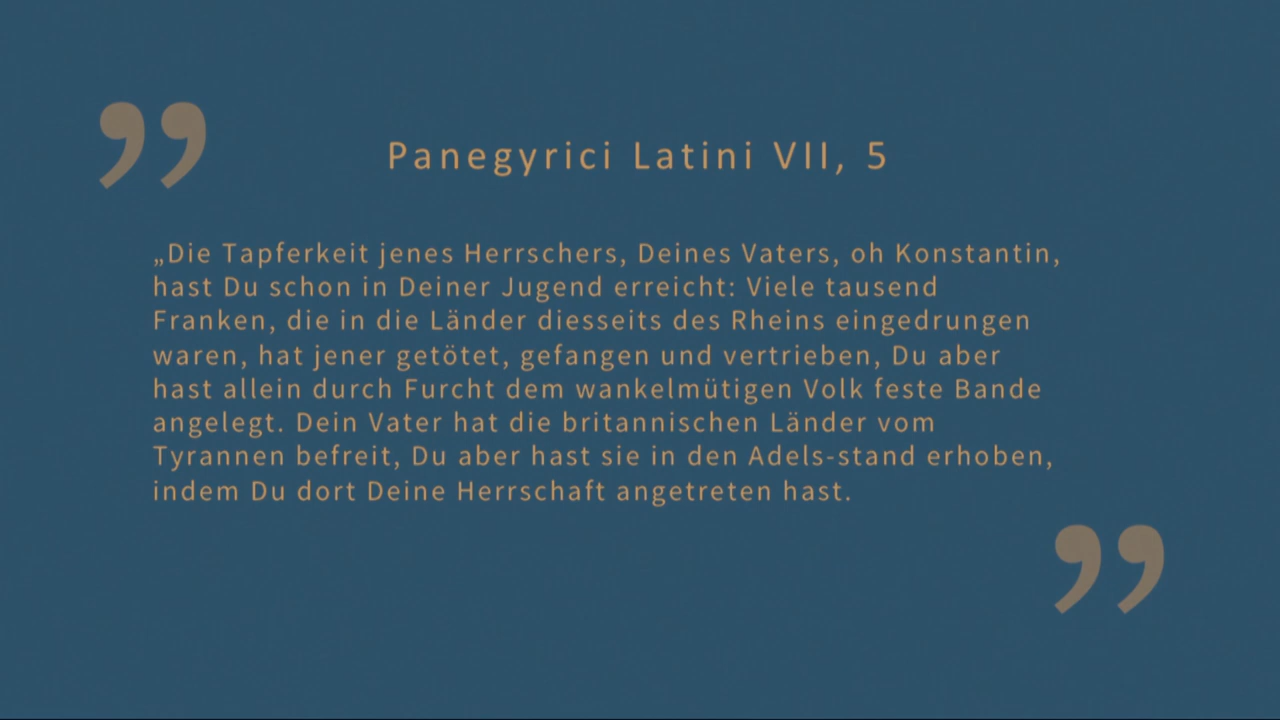 ”
Panegyrici Latini VII, 5
„Die Tapferkeit jenes Herrschers, Deines Vaters, oh Konstantin,
hast Du schon in Deiner Jugend erreicht: Viele tausend
Franken, die in die Länder diesseits des Rheins eingedrungen
waren, hat jener getötet, gefangen und vertrieben, Du aber
hast allein durch Furcht dem wankelmütigen Volk feste Bande
angelegt. Dein Vater hat die britannischen Länder vom
Tyrannen befreit, Du aber hast sie in den Adels-stand erhoben,
indem Du dort Deine Herrschaft angetreten hast.
”